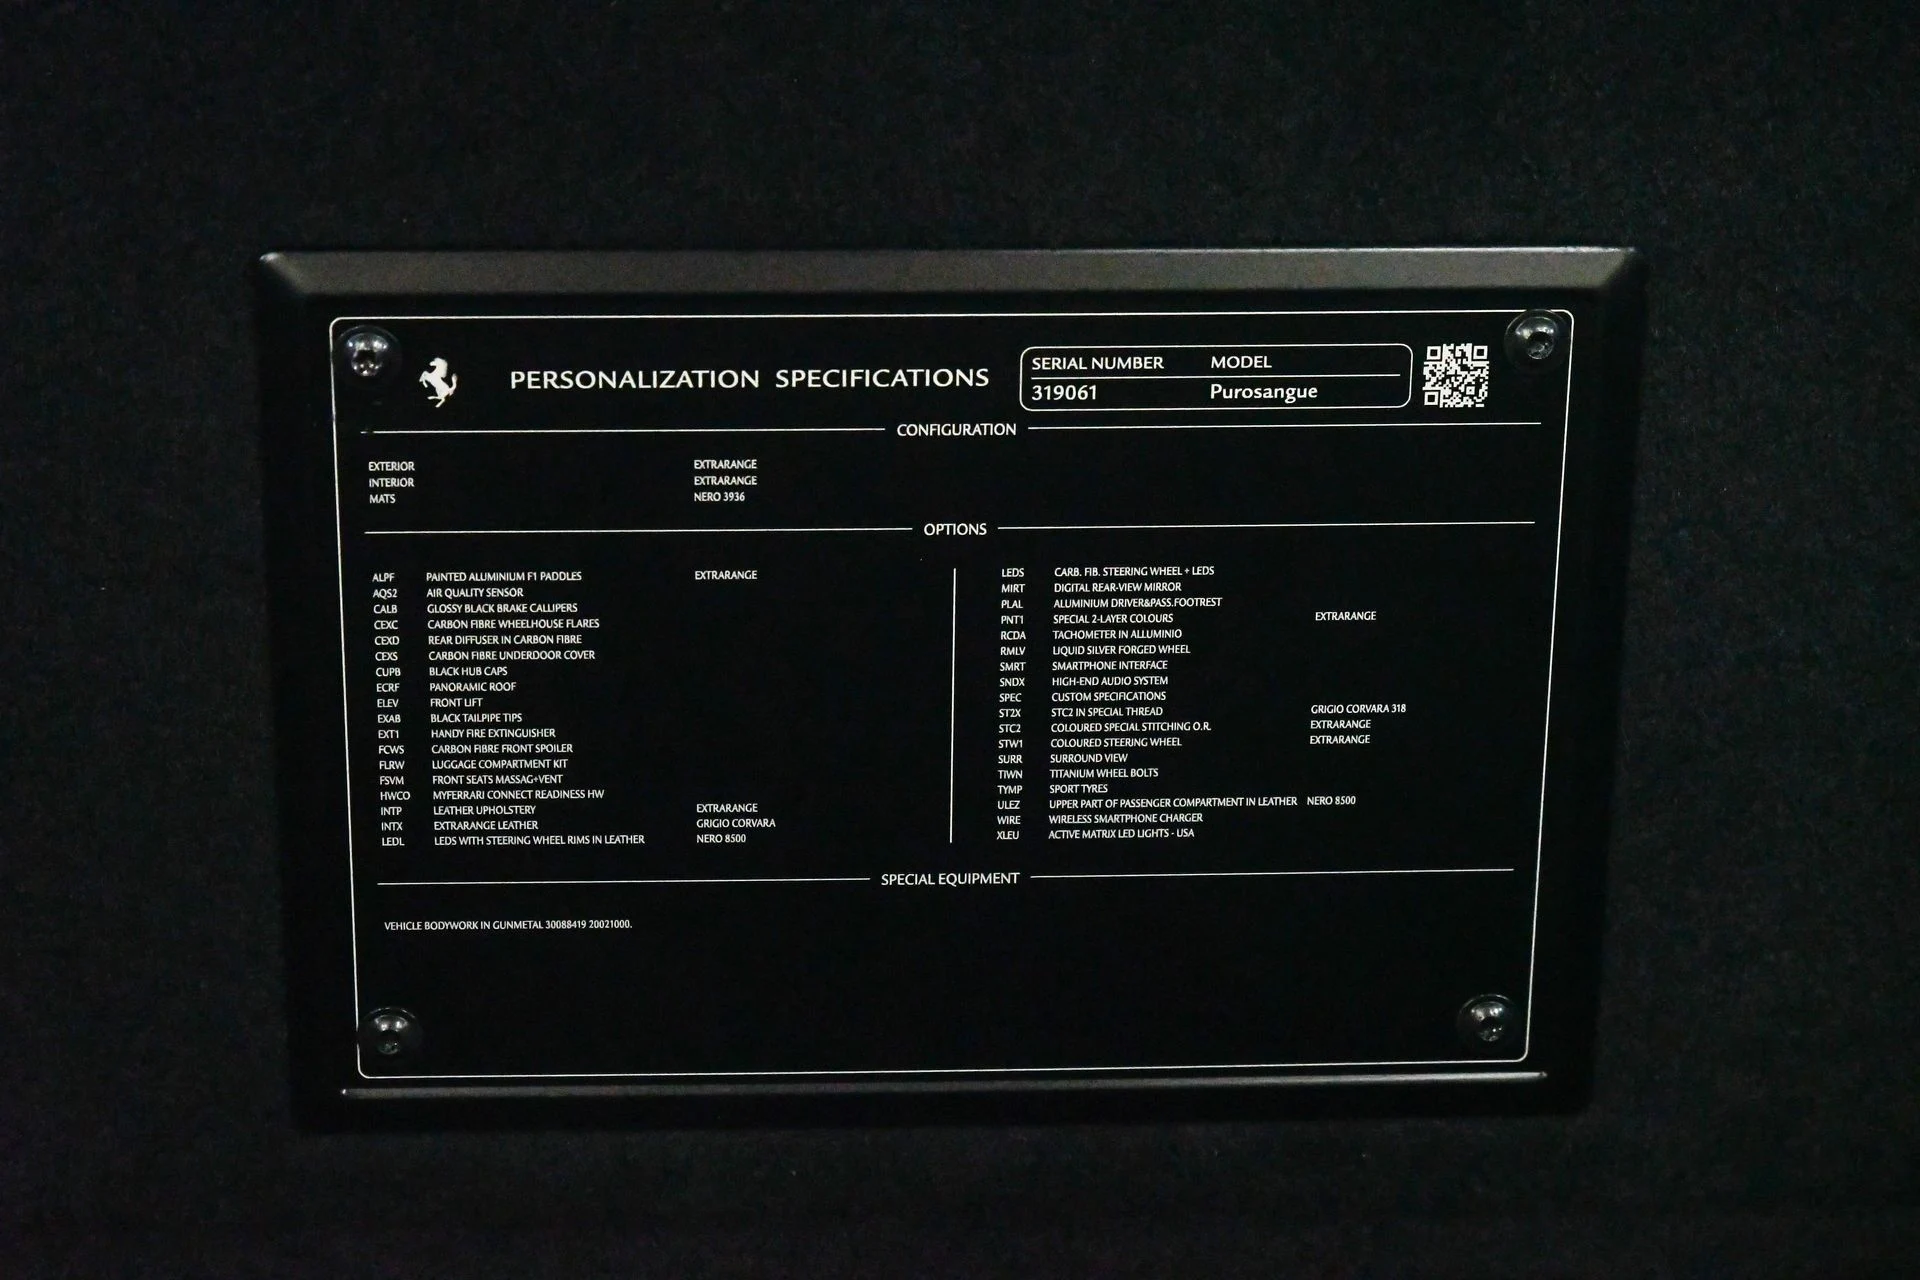 PERSONALIZATION SPECIFICATIONS
SERIAL NUMBER MODEL
319061 Purosangue
CONFIGURATION
EXTERIOR EXTRARANGE
INTERIOR EXTRARANGE
MATS NERO 3936
OPTIONS
ALPF PAINTED ALUMINIUM F1 PADDLES EXTRARANGE
AQS2 AIR QUALITY SENSOR
CALB GLOSSY BLACK BRAKE CALLIPERS
CEXC CARBON FIBRE WHEELHOUSE FLARES
CEXD REAR DIFFUSER IN CARBON FIBRE
CEXS CARBON FIBRE UNDERDOOR COVER
CUPB BLACK HUB CAPS
ECRF PANORAMIC ROOF
ELEV FRONT LIFT
EXAB BLACK TAILPIPE TIPS
EXT1 HANDY FIRE EXTINGUISHER
FCWS CARBON FIBRE FRONT SPOILER
FLRW LUGGAGE COMPARTMENT KIT
FSVM FRONT SEATS MASSAG+VENT
HWCO MYFERRARI CONNECT READINESS HW
INTP LEATHER UPHOLSTERY EXTRARANGE
INTX EXTRARANGE LEATHER GRIGIO CORVARA
LEDL LEDS WITH STEERING WHEEL RIMS IN LEATHER NERO 8500
LEDS CARB. FIB. STEERING WHEEL + LEDS
MIRT DIGITAL REAR-VIEW MIRROR
PLAL ALUMINIUM DRIVER&PASS.FOOTREST
PNT1 SPECIAL 2-LAYER COLOURS EXTRARANGE
RCDA TACHOMETER IN ALLUMINIO
RMLV LIQUID SILVER FORGED WHEEL
SMRT SMARTPHONE INTERFACE
SNDX HIGH-END AUDIO SYSTEM
SPEC CUSTOM SPECIFICATIONS
ST2X STC2 IN SPECIAL THREAD GRIGIO CORVARA 318
STC2 COLOURED SPECIAL STITCHING O.R. EXTRARANGE
STW1 COLOURED STEERING WHEEL EXTRARANGE
SURR SURROUND VIEW
TIWN TITANIUM WHEEL BOLTS
TYMP SPORT TYRES
ULEZ UPPER PART OF PASSENGER COMPARTMENT IN LEATHER NERO 8500
WIRE WIRELESS SMARTPHONE CHARGER
XLEU ACTIVE MATRIX LED LIGHTS - USA
SPECIAL EQUIPMENT
VEHICLE BODYWORK IN GUNMETAL 30088419 20021000.